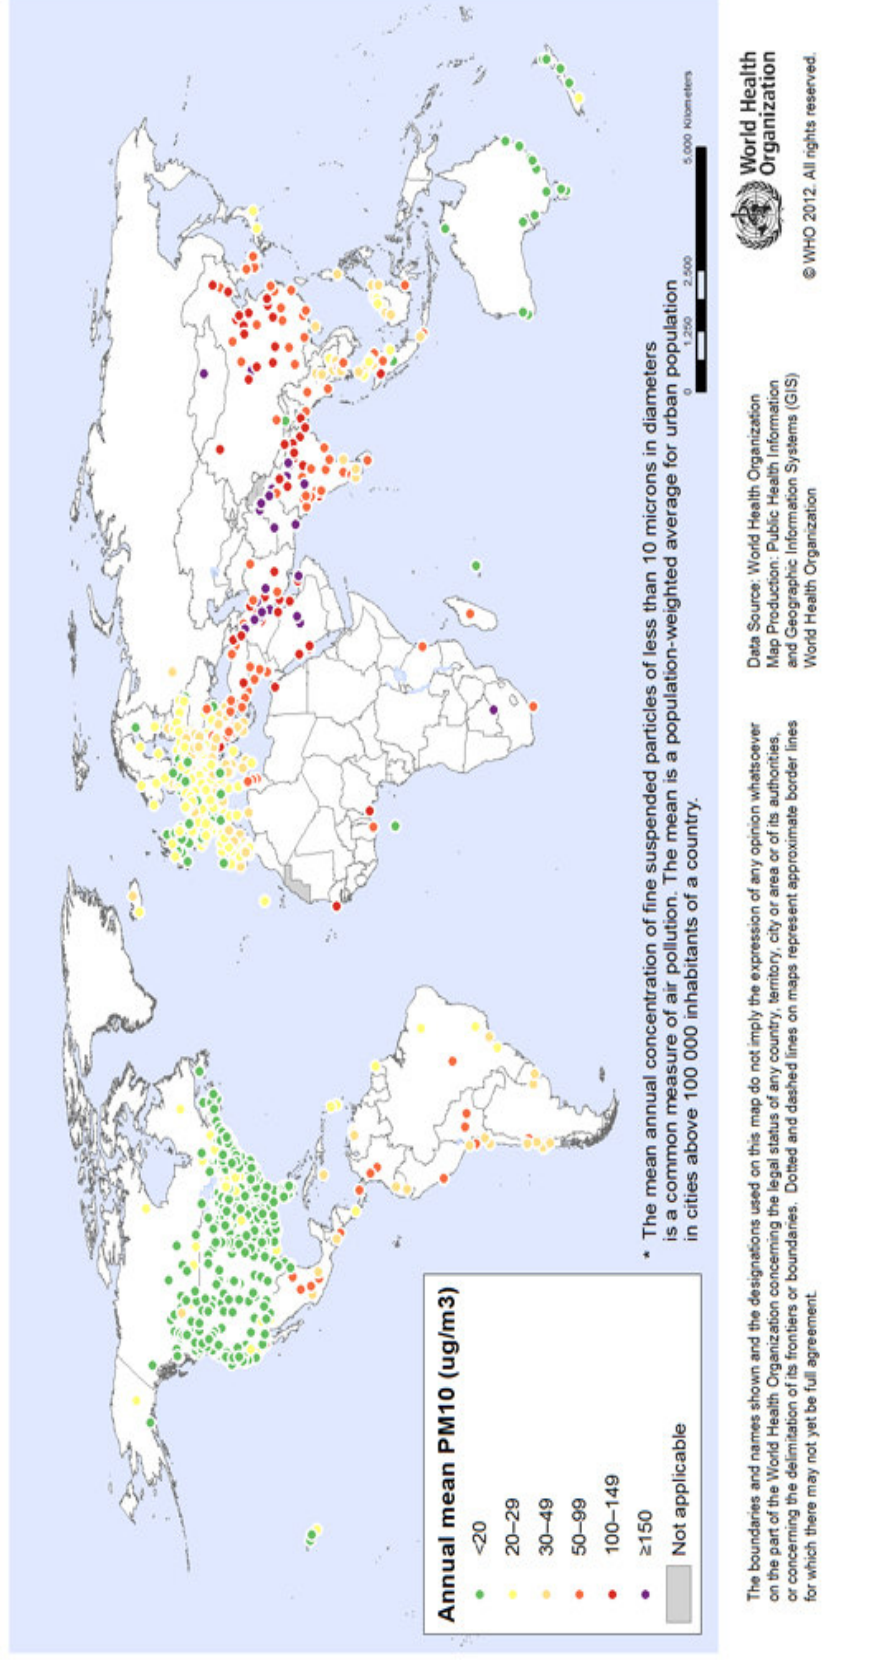 Annual mean PM10 (ug/m3)
<20
20–29
30–49
50–99
100–149
≥150
Not applicable
* The mean annual concentration of fine suspended particles of less than 10 microns in diameters
is a common measure of air pollution. The mean is a population-weighted average for urban population
in cities above 100 000 inhabitants of a country.
0 1,250 2,500 5,000 Kilometers
The boundaries and names shown and the designations used on this map do not imply the expression of any opinion whatsoever
on the part of the World Health Organization concerning the legal status of any country, territory, city or area or of its authorities,
or concerning the delimitation of its frontiers or boundaries. Dotted and dashed lines on maps represent approximate border lines
for which there may not yet be full agreement.
Data Source: World Health Organization
Map Production: Public Health Information
and Geographic Information Systems (GIS)
World Health Organization
World Health
Organization
© WHO 2012. All rights reserved.